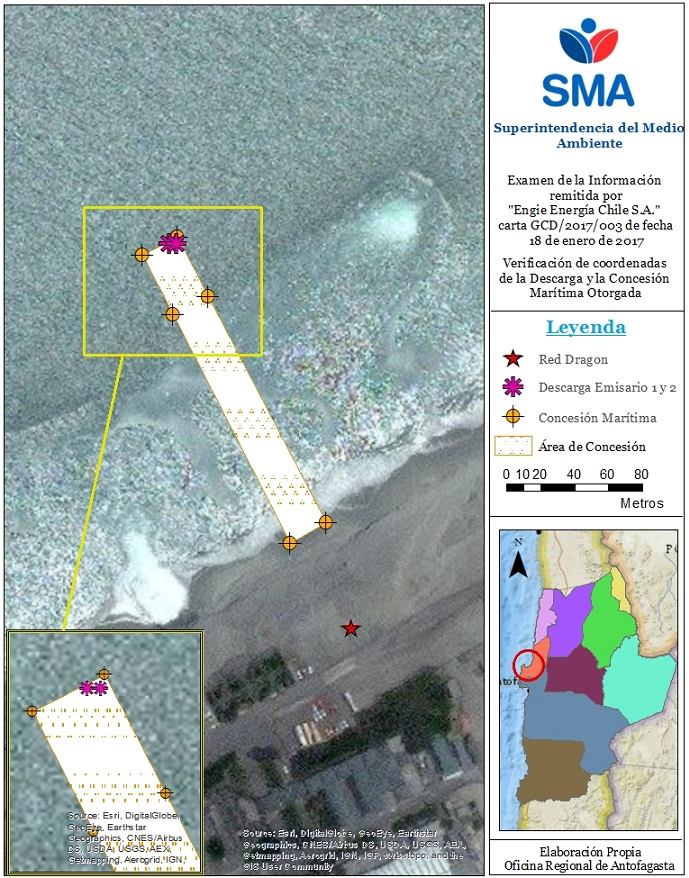 SMA
Superintendencia del Medio
Ambiente
Examen de la Información
remitida por
"Engie Energía Chile S.A."
carta GCD/2017/003 de fecha
18 de enero de 2017
Verificación de coordenadas
de la Descarga y la Concesión
Marítima Otorgada
Leyenda
Red Dragon
Descarga Emisario 1 y 2
Concesión Marítima
Área de Concesión
0 10 20 40 60 80
Metros
N
Elaboración Propia
Oficina Regional de Antofagasta
Source: Esri, DigitalGlobe,
GeoEye, Earthstar
Geographics, CNES/Airbus
DS, USDA, USGS, AEX,
Getmapping, Aerogrid, IGN,
Source: Esri, DigitalGlobe, GeoEye, Earthstar
Geographics, CNES/Airbus DS, USDA, USGS, AEX,
Getmapping, Aerogrid, IGN, IGP, swisstopo, and the
GIS User Community